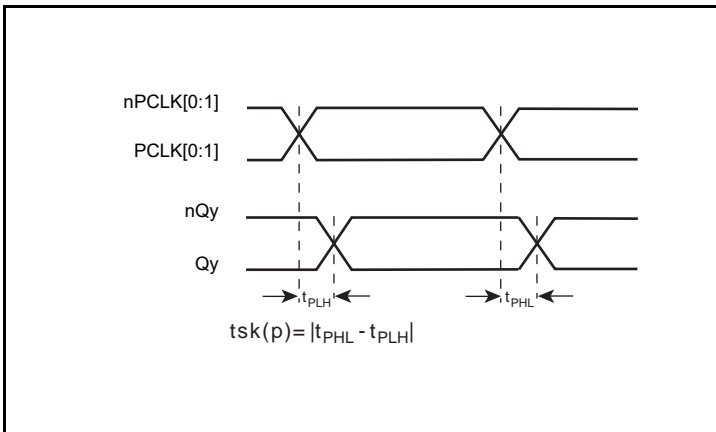 nPCLK[0:1]
PCLK[0:1]
nQy
Qy
tPLH
tPHL
tsk(p)= |tPHL - tPLH|